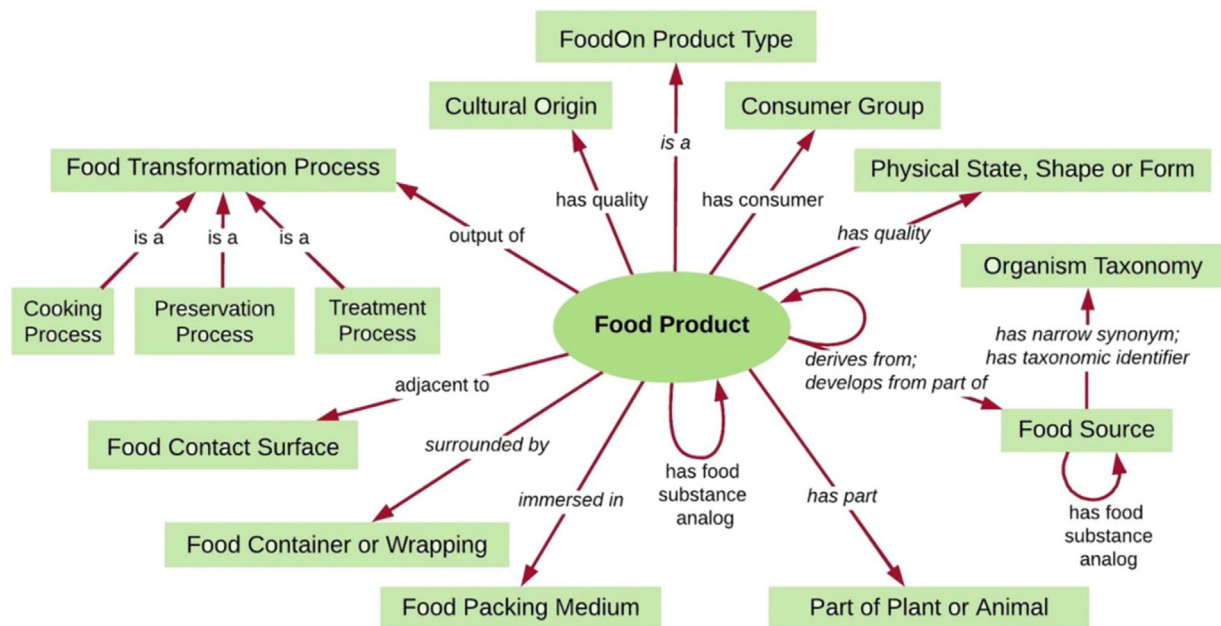 FoodOn Product Type
Cultural Origin
Consumer Group
is a
Food Transformation Process
Physical State, Shape or Form
has quality
has consumer
is a
is a
is a
output of
has quality
Organism Taxonomy
Cooking
Process
Preservation
Process
Treatment
Process
Food Product
has narrow synonym;
has taxonomic identifier
derives from;
develops from part of
adjacent to
Food Source
Food Contact Surface
surrounded by
has food
substance
analog
immersed in
has part
has food
substance
analog
Food Container or Wrapping
Food Packing Medium
Part of Plant or Animal